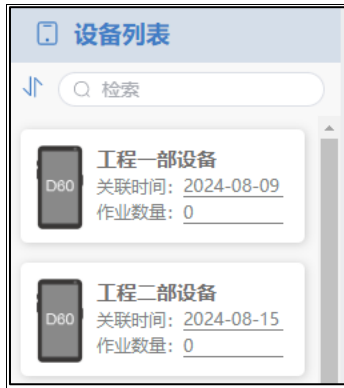 设备列表
检索
D60
工程一部设备
关联时间：2024-08-09
作业数量：0
D60
工程二部设备
关联时间：2024-08-15
作业数量：0